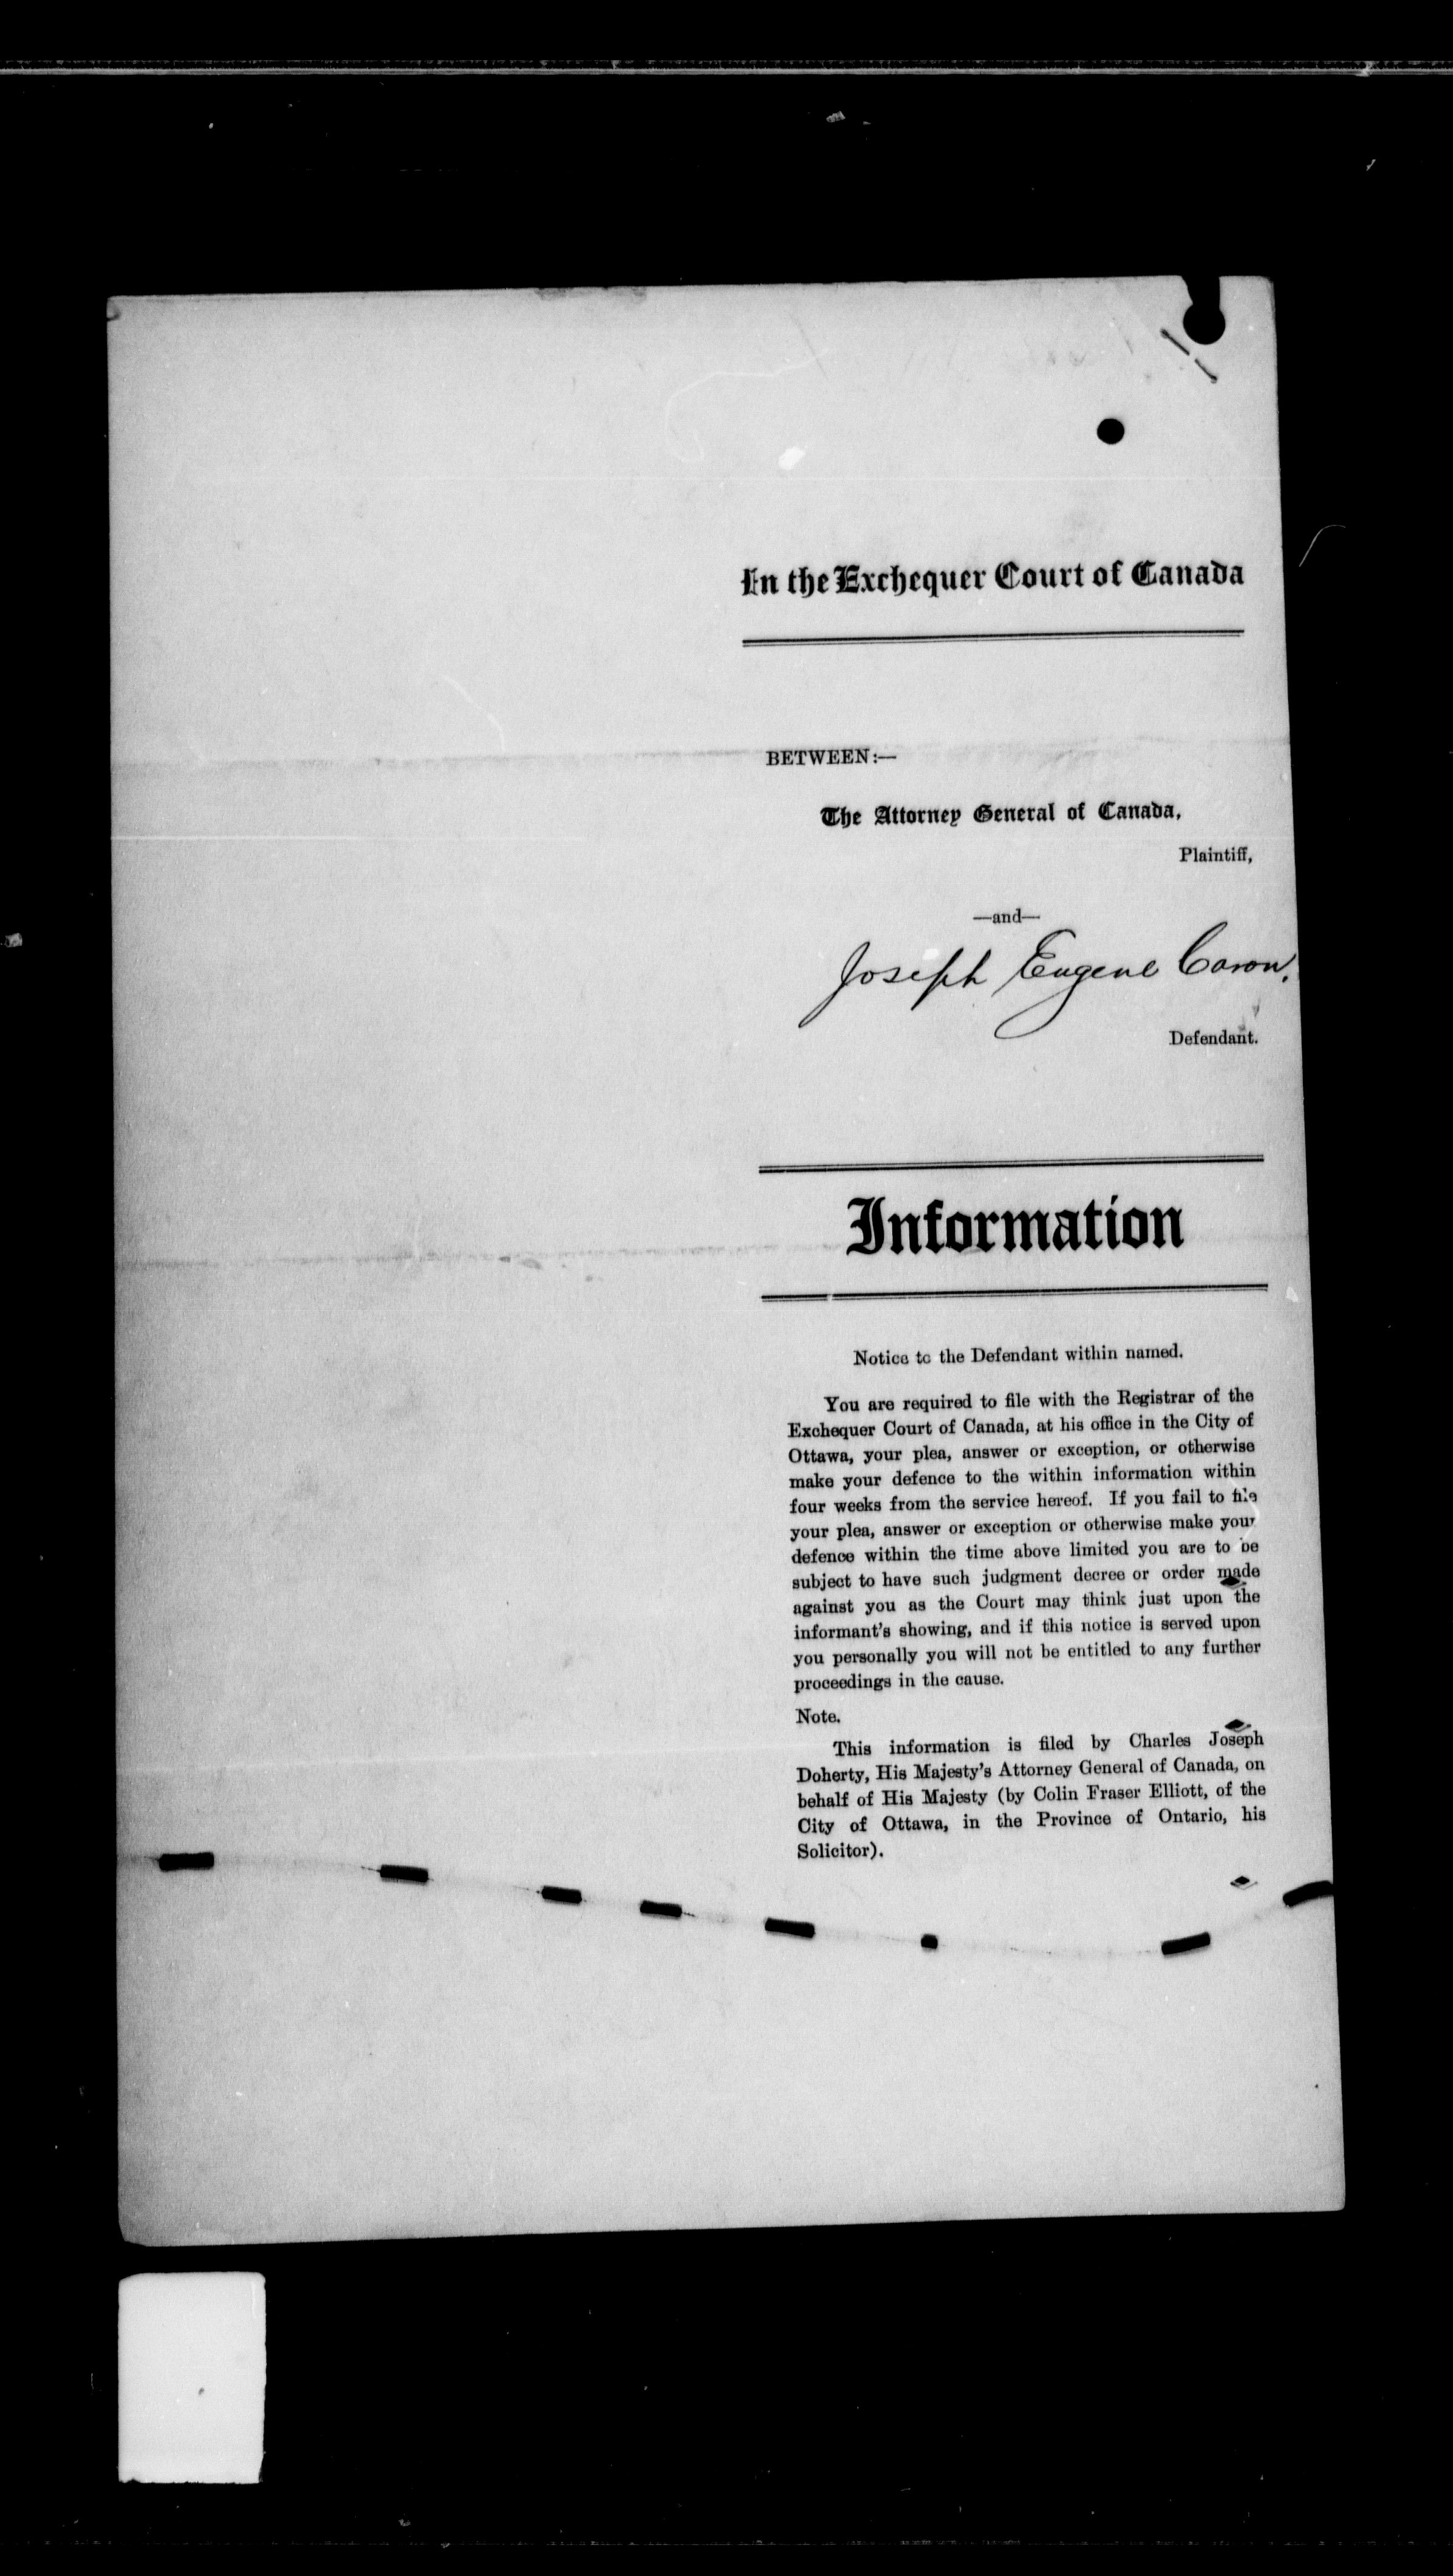 In the Exchequer Court of Canada
BETWEEN:—
The Attorney General of Canada,
Plaintiff,
—and—
Joseph Eugene Caron.
Defendant.
Information
Notice to the Defendant within named.
You are required to file with the Registrar of the
Exchequer Court of Canada, at his office in the City of
Ottawa, your plea, answer or exception, or otherwise
make your defence to the within information within
four weeks from the service hereof. If you fail to file
your plea, answer or exception or otherwise make your
defence within the time above limited you are to be
subject to have such judgment decree or order made
against you as the Court may think just upon the
informant's showing, and if this notice is served upon
you personally you will not be entitled to any further
proceedings in the cause.
Note.
This information is filed by Charles Joseph
Doherty, His Majesty's Attorney General of Canada, on
behalf of His Majesty (by Colin Fraser Elliott, of the
City of Ottawa, in the Province of Ontario, his
Solicitor).